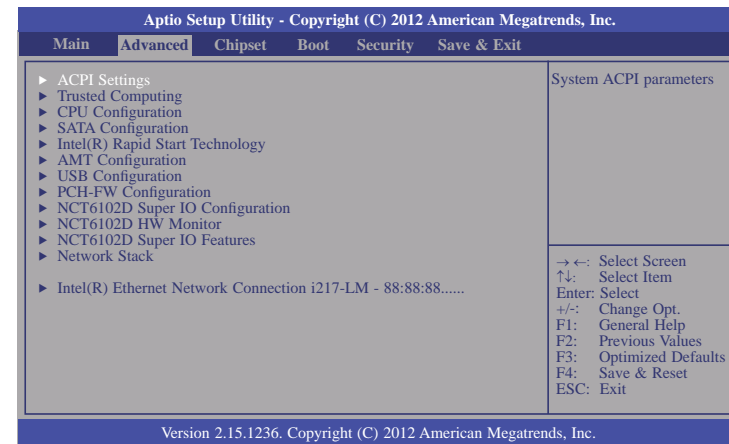 Aptio Setup Utility - Copyright (C) 2012 American Megatrends, Inc.
Main Advanced Chipset Boot Security Save & Exit
► ACPI Settings
► Trusted Computing
► CPU Configuration
► SATA Configuration
► Intel(R) Rapid Start Technology
► AMT Configuration
► USB Configuration
► PCH-FW Configuration
► NCT6102D Super IO Configuration
► NCT6102D HW Monitor
► NCT6102D Super IO Features
► Network Stack
► Intel(R) Ethernet Network Connection i217-LM - 88:88:88......
System ACPI parameters
→ ←: Select Screen
↑↓: Select Item
Enter: Select
+/-: Change Opt.
F1: General Help
F2: Previous Values
F3: Optimized Defaults
F4: Save & Reset
ESC: Exit
Version 2.15.1236. Copyright (C) 2012 American Megatrends, Inc.